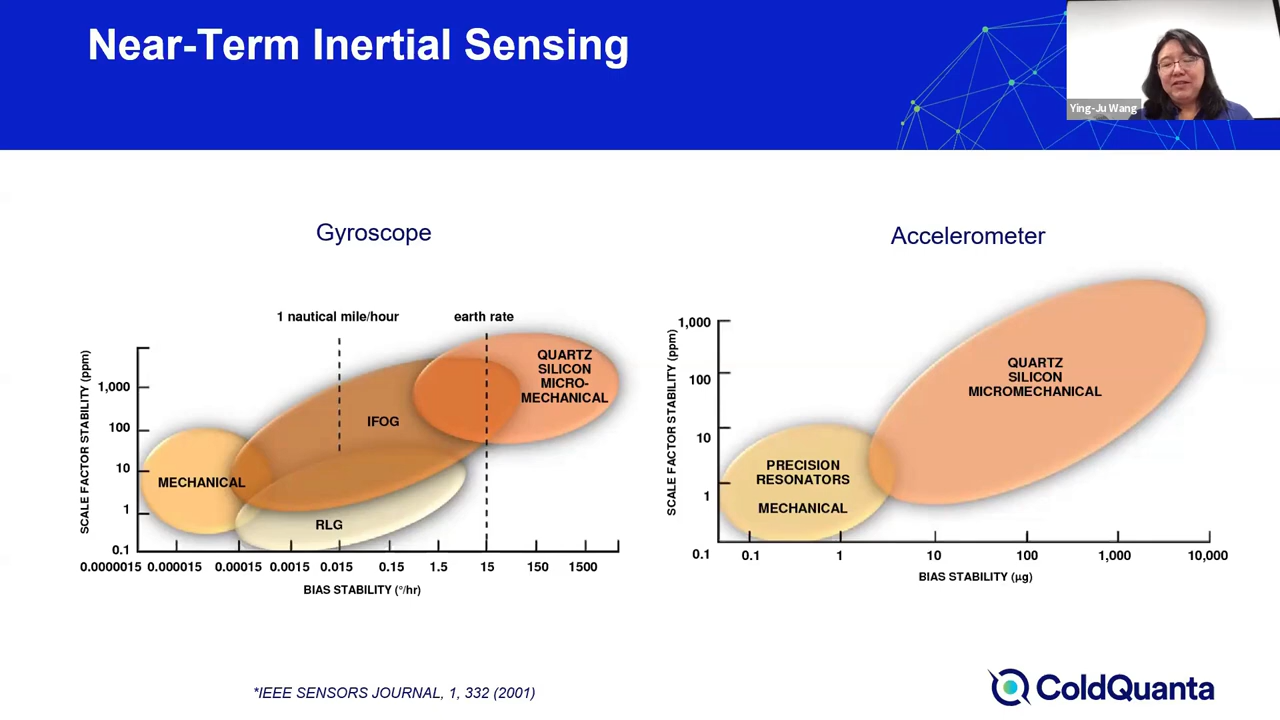 Near-Term Inertial Sensing
Ying-Ju Wang
Gyroscope
1 nautical mile/hour
earth rate
SCALE FACTOR STABILITY (ppm)
1,000
100
10
1
0.1
QUARTZ
SILICON
MICRO-
MECHANICAL
IFOG
MECHANICAL
RLG
0.0000015 0.000015 0.00015 0.0015 0.015 0.15 1.5 15 150 1500
BIAS STABILITY (°/hr)
Accelerometer
SCALE FACTOR STABILITY (ppm)
1,000
100
10
1
0.1
QUARTZ
SILICON
MICROMECHANICAL
PRECISION
RESONATORS
MECHANICAL
0.1 1 10 100 1,000 10,000
BIAS STABILITY (µg)
*IEEE SENSORS JOURNAL, 1, 332 (2001)
ColdQuanta